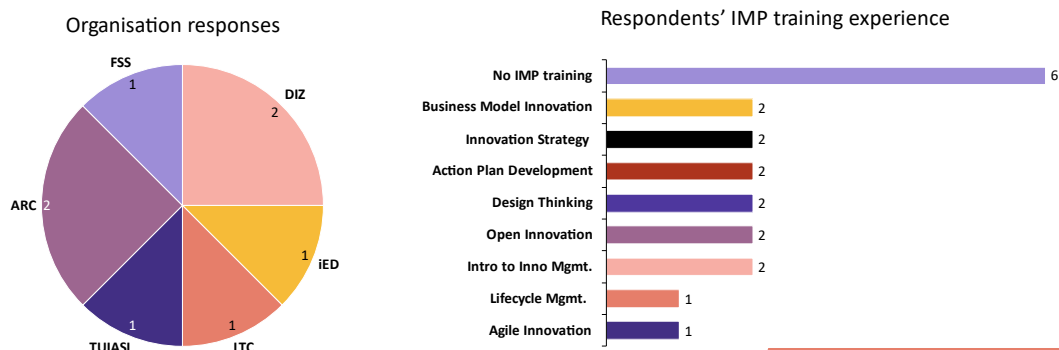 Organisation responses
FSS
1
DIZ
2
ARC
2
1
iED
1
TUIASI
1
LTC
Respondents' IMP training experience
No IMP training
6
Business Model Innovation
2
Innovation Strategy
2
Action Plan Development
2
Design Thinking
2
Open Innovation
2
Intro to Inno Mgmt.
2
Lifecycle Mgmt.
1
Agile Innovation
1